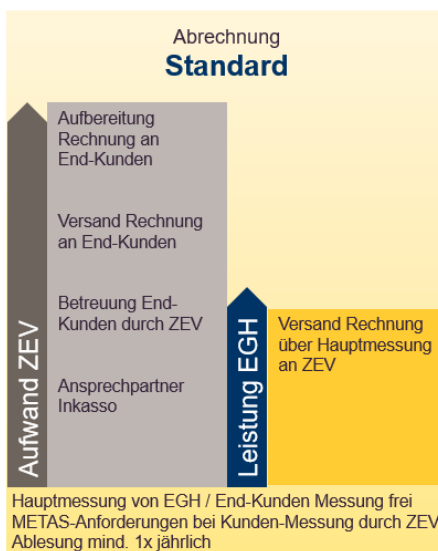 Abrechnung
Standard
Aufwand ZEV
Aufbereitung
Rechnung an
End-Kunden
Versand Rechnung
an End-Kunden
Betreuung End-
Kunden durch ZEV
Ansprechpartner
Inkasso
Leistung EGH
Versand Rechnung
über Hauptmessung
an ZEV
Hauptmessung von EGH / End-Kunden Messung frei
METAS-Anforderungen bei Kunden-Messung durch ZEV
Ablesung mind. 1x jährlich